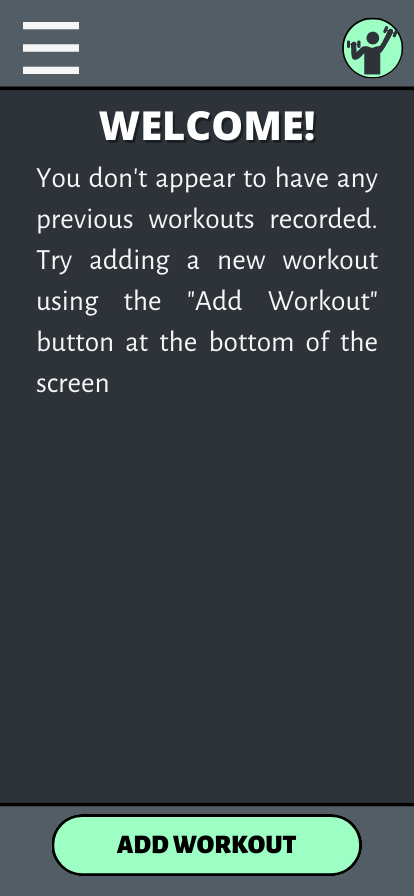 WELCOME!
You don't appear to have any
previous workouts recorded.
Try adding a new workout
using the "Add Workout"
button at the bottom of the
screen
ADD WORKOUT